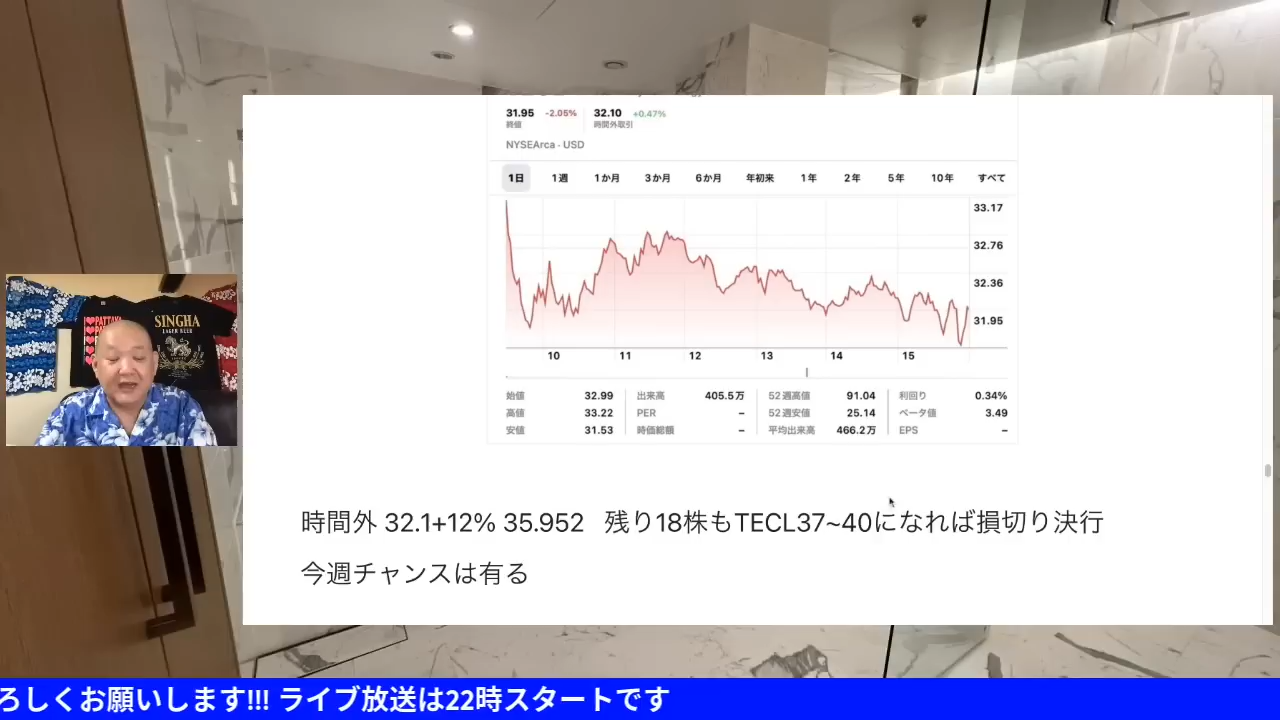 31.95 -2.05% 32.10 +0.47%
終値 時間外取引
NYSEArca - USD
1日 1週 1か月 3か月 6か月 年初来 1年 2年 5年 10年 すべて
33.17
32.76
32.36
31.95
10 11 12 13 14 15
始値 32.99 出来高 405.5万 52週高値 91.04 利回り 0.34%
高値 33.22 PER – 52週安値 25.14 ベータ値 3.49
安値 31.53 時価総額 – 平均出来高 466.2万 EPS –
時間外 32.1+12% 35.952 残り18株もTECL37~40になれば損切り決行
今週チャンスは有る
PATTAYA
SINGHA
LAGER BEER
ろしくお願いします!!! ライブ放送は22時スタートです